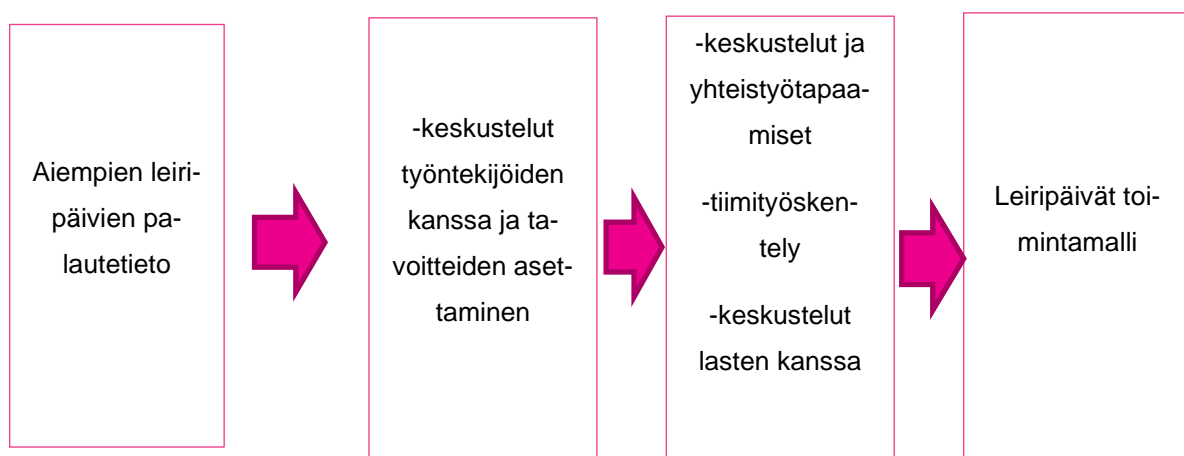 Aiempien leiri-
päivien pa-
lautetieto
-keskustelut
työntekijöiden
kanssa ja ta-
voitteiden aset-
taminen
-keskustelut ja
yhteistyötapaa-
miset
-tiimityösken-
tely
-keskustelut
lasten kanssa
Leiripäivät toi-
mintamalli